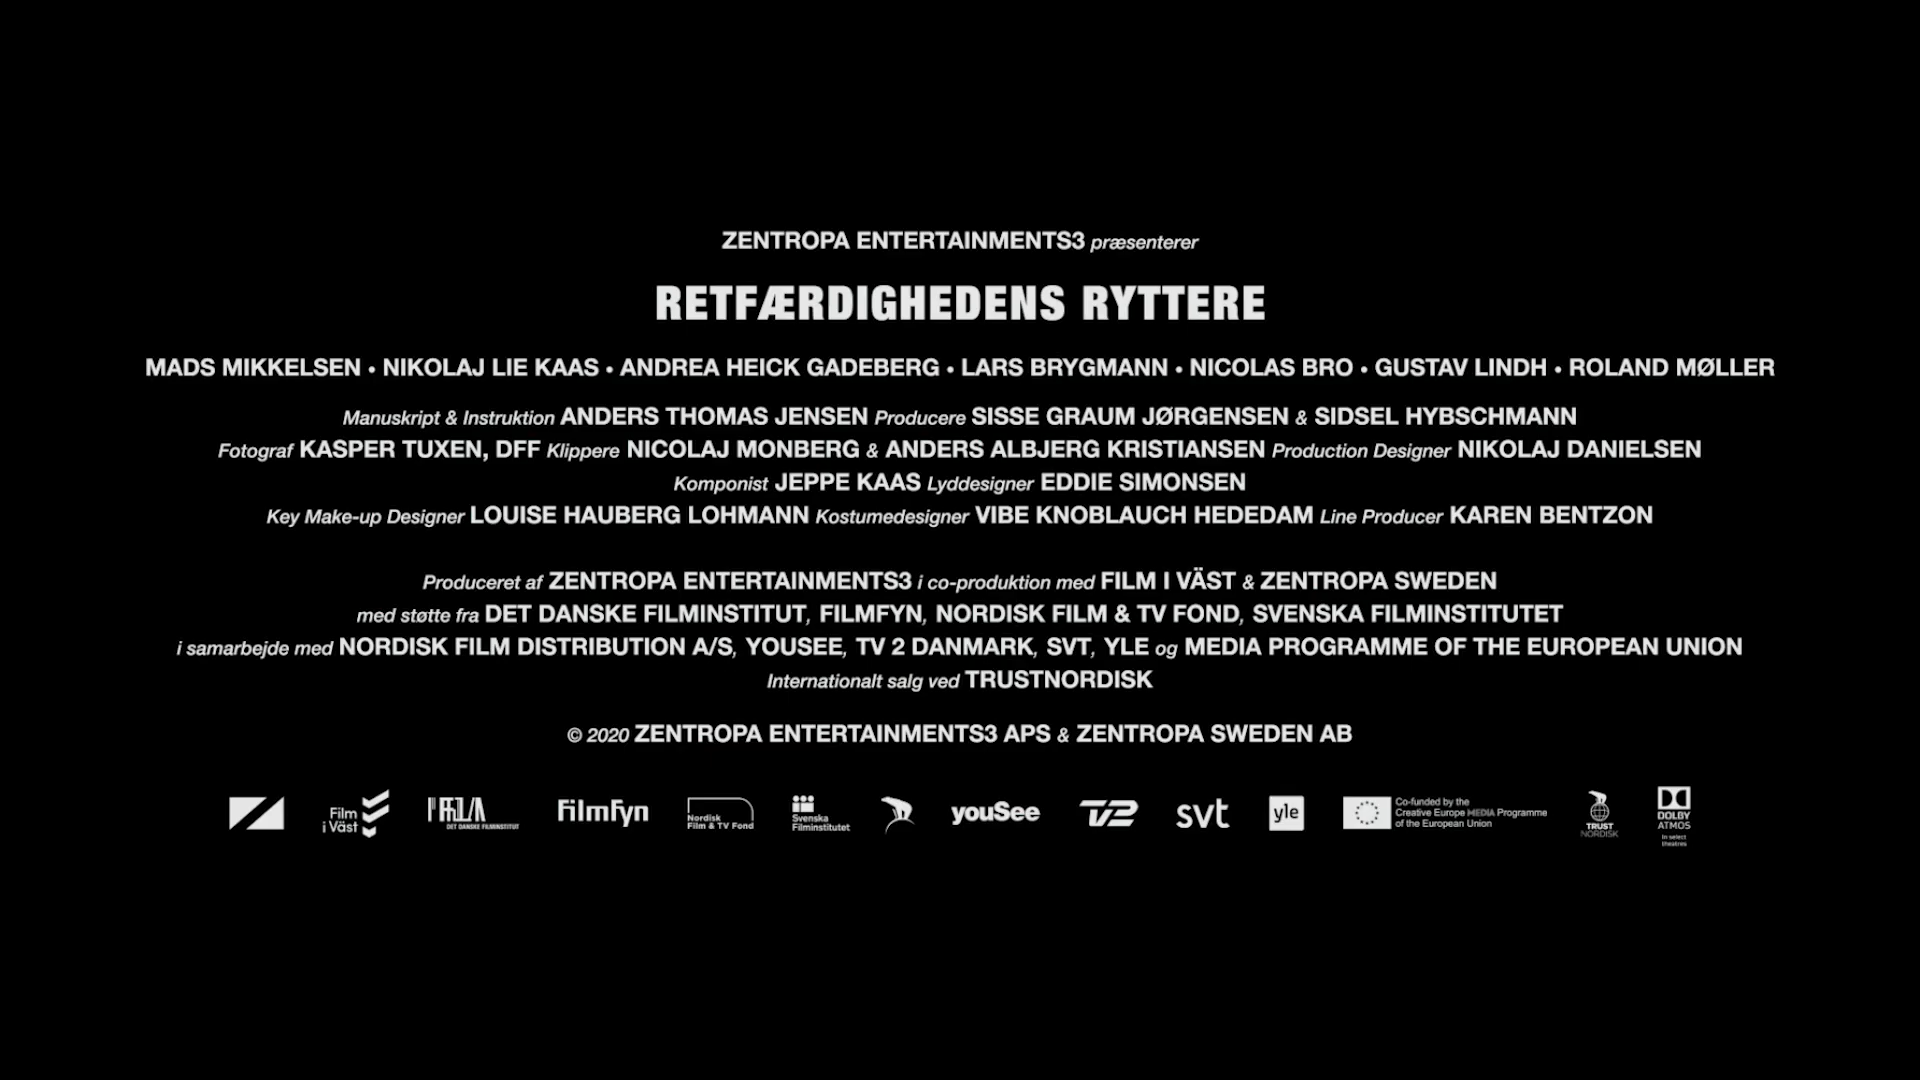 ZENTROPA ENTERTAINMENTS3 præsenterer
RETFÆRDIGHEDENS RYTTERE
MADS MIKKELSEN • NIKOLAJ LIE KAAS • ANDREA HEICK GADEBERG • LARS BRYGMANN • NICOLAS BRO • GUSTAV LINDH • ROLAND MØLLER
Manuskript & Instruktion ANDERS THOMAS JENSEN Producere SISSE GRAUM JØRGENSEN & SIDSEL HYBSCHMANN
Fotograf KASPER TUXEN, DFF Klippere NICOLAJ MONBERG & ANDERS ALBJERG KRISTIANSEN Production Designer NIKOLAJ DANIELSEN
Komponist JEPPE KAAS Lyddesigner EDDIE SIMONSEN
Key Make-up Designer LOUISE HAUBERG LOHMANN Kostumedesigner VIBE KNOBLAUCH HEDEDAM Line Producer KAREN BENTZON
Produceret af ZENTROPA ENTERTAINMENTS3 i co-produktion med FILM I VÄST & ZENTROPA SWEDEN
med støtte fra DET DANSKE FILMINSTITUT, FILMFYN, NORDISK FILM & TV FOND, SVENSKA FILMINSTITUTET
i samarbejde med NORDISK FILM DISTRIBUTION A/S, YOUSEE, TV 2 DANMARK, SVT, YLE og MEDIA PROGRAMME OF THE EUROPEAN UNION
Internationalt salg ved TRUSTNORDISK
© 2020 ZENTROPA ENTERTAINMENTS3 APS & ZENTROPA SWEDEN AB
Film i Väst
DET DANSKE FILMINSTITUT
FilmFyn
Nordisk Film & TV Fond
Svenska Filminstitutet
youSee
TV2
svt
yle
Co-funded by the
Creative Europe MEDIA Programme
of the European Union
TRUST NORDISK
DOLBY ATMOS
In select theatres